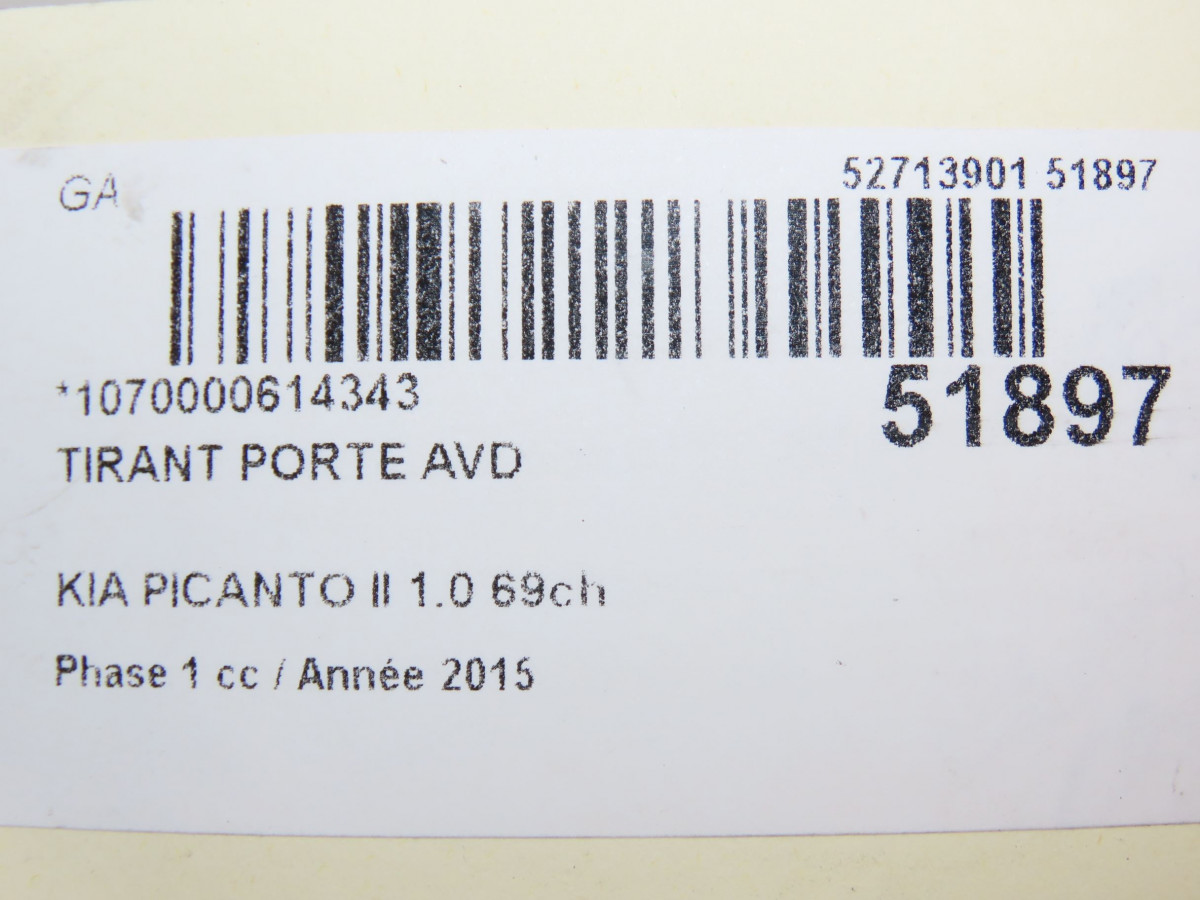 GA
52713901 51897
*1070000614343
51897
TIRANT PORTE AVD
KIA PICANTO II 1.0 69ch
Phase 1 cc / Année 2015